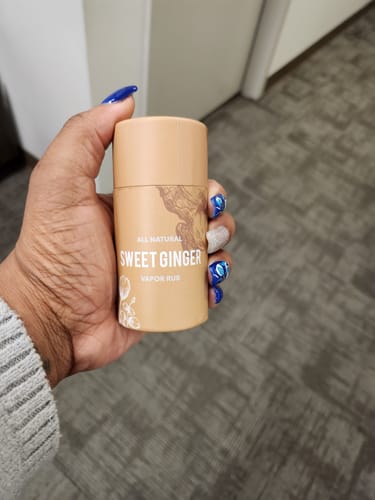 ALL NATURAL
SWEET GINGER
VAPOR RUB